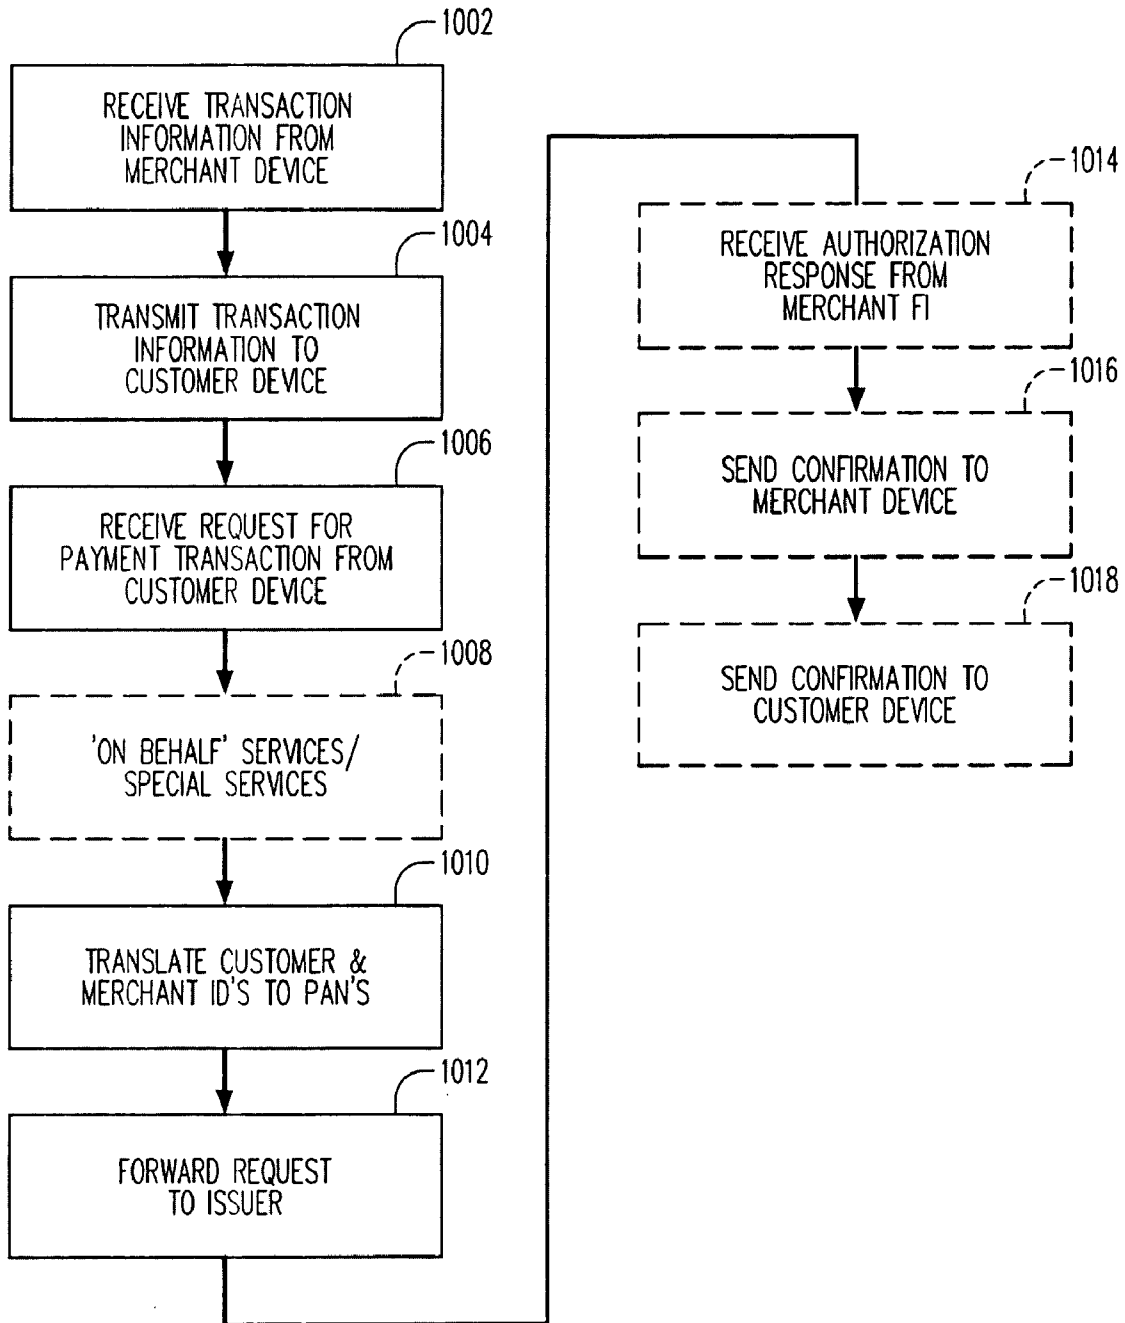 1002
RECEIVE TRANSACTION
INFORMATION FROM
MERCHANT DEVICE
1004
TRANSMIT TRANSACTION
INFORMATION TO
CUSTOMER DEVICE
1006
RECEIVE REQUEST FOR
PAYMENT TRANSACTION FROM
CUSTOMER DEVICE
1008
'ON BEHALF' SERVICES/
SPECIAL SERVICES
1010
TRANSLATE CUSTOMER &
MERCHANT ID'S TO PAN'S
1012
FORWARD REQUEST
TO ISSUER
1014
RECEIVE AUTHORIZATION
RESPONSE FROM
MERCHANT FI
1016
SEND CONFIRMATION TO
MERCHANT DEVICE
1018
SEND CONFIRMATION TO
CUSTOMER DEVICE